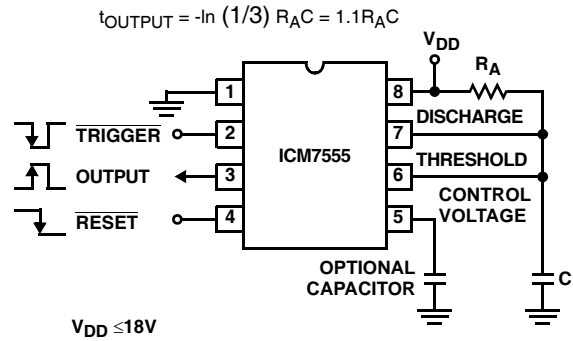 tOUTPUT = -ln (1/3) RAC = 1.1RAC
VDD
RA
1
8
DISCHARGE
TRIGGER
2
7
ICM7555
THRESHOLD
OUTPUT
3
6
CONTROL
VOLTAGE
RESET
4
5
OPTIONAL
CAPACITOR
C
VDD ≤18V